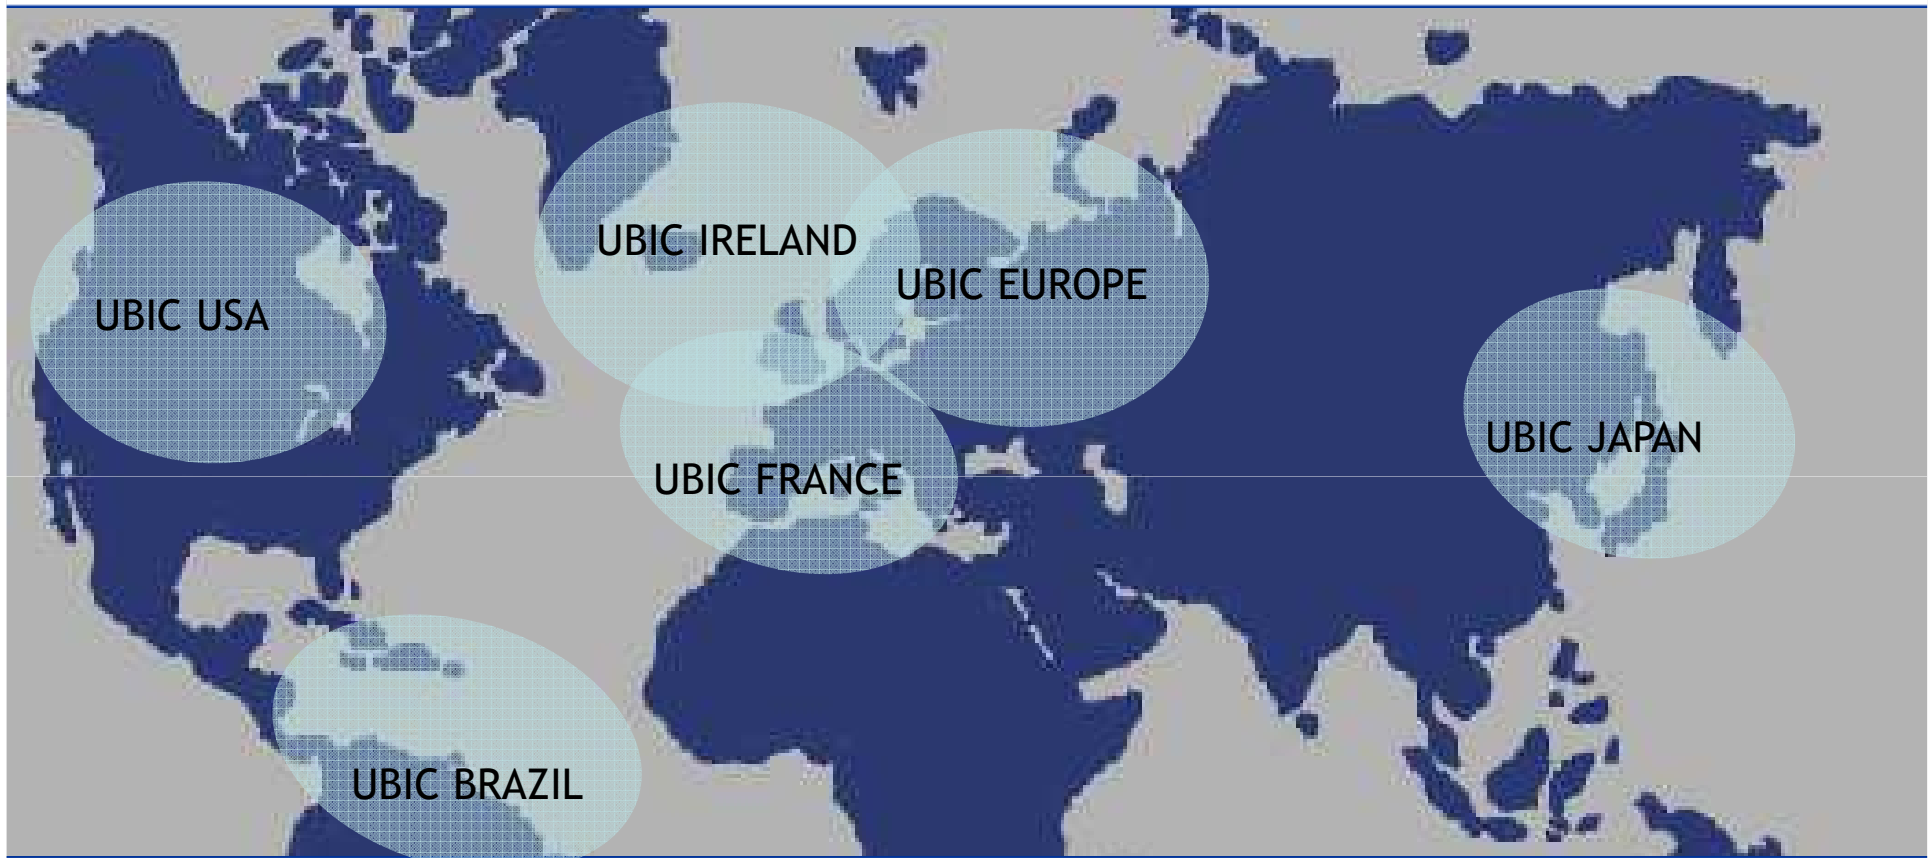 UBIC IRELAND
UBIC EUROPE
UBIC USA
UBIC JAPAN
UBIC FRANCE
UBIC BRAZIL